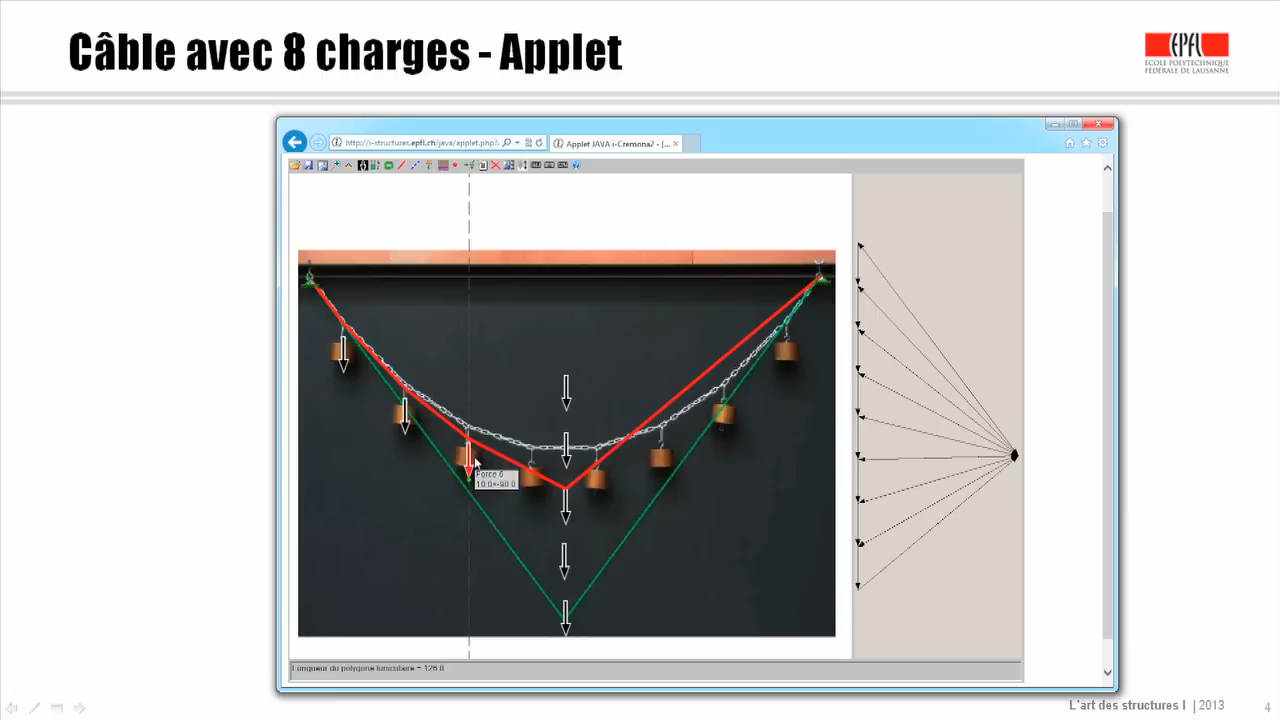 Câble avec 8 charges - Applet
EPFL
ECOLE POLYTECHNIQUE
FÉDÉRALE DE LAUSANNE
http://i-structures.epfl.ch/java/applet.php?
Applet JAVA i-Cremona2 - [...
Force 6
10.0∠-90.0
Longueur du polygone funiculaire = 128.8
L'art des structures I | 2013
4